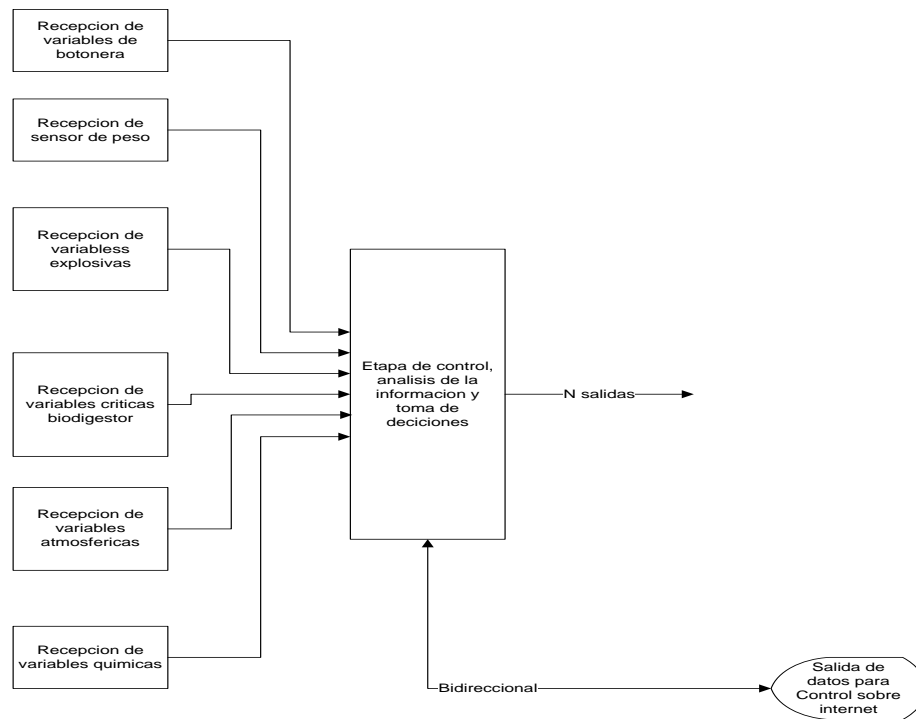 Recepcion de
variables de
botonera
Recepcion de
sensor de peso
Recepcion de
variabless
explosivas
Recepcion de
variables criticas
biodigestor
Recepcion de
variables
atmosfericas
Recepcion de
variables quimicas
Etapa de control,
analisis de la
informacion y
toma de
deciciones
N salidas
Bidireccional
Salida de
datos para
Control sobre
internet